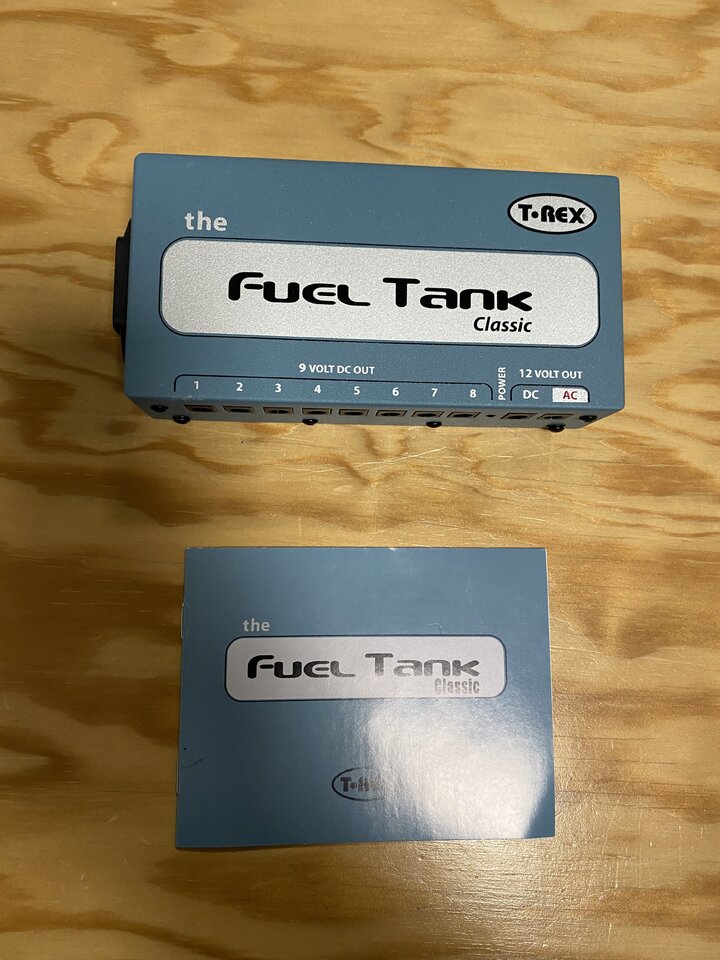 the
T·REX
Fuel Tank
Classic
9 VOLT DC OUT
1 2 3 4 5 6 7 8
POWER
12 VOLT OUT
DC AC
the
Fuel Tank
Classic